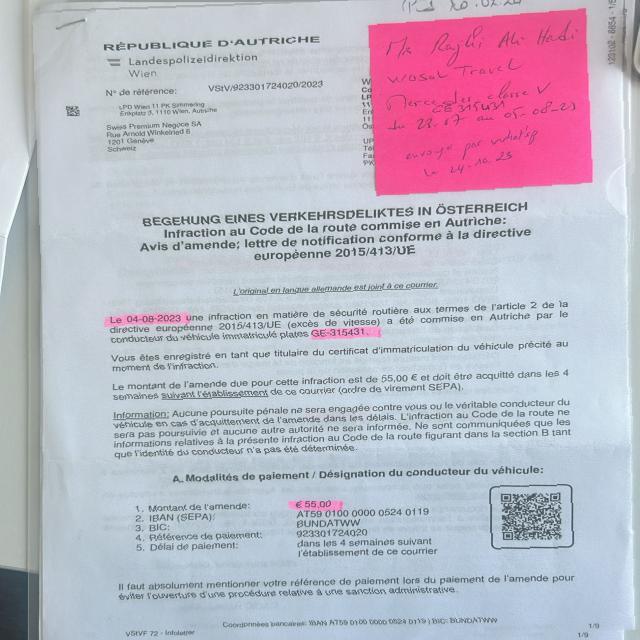 PS 10.02.24
123102 - 6654 - 1/5
RÉPUBLIQUE D'AUTRICHE
Landespolizeidirektion
Wien
N° de référence: VStV/923301724020/2023
LPD Wien 11 PK Simmering
Enkplatz 3, 1110 Wien, Autriche
Swiss Premium Negoce SA
Rue Arnold Winkelried 6
1201 Genève
Schweiz
Mr Rajhi Ali Hadi
Wosol Travel
Mercedes classe V
GE 315431
du 23-07 au 05-08-23
envoyé par whatsap
le 24-10-23
BEGEHUNG EINES VERKEHRSDELIKTES IN ÖSTERREICH
Infraction au Code de la route commise en Autriche:
Avis d'amende; lettre de notification conforme à la directive
européenne 2015/413/UE
L'original en langue allemande est joint à ce courrier.
Le 04-08-2023 une infraction en matière de sécurité routière aux termes de l'article 2 de la
directive européenne 2015/413/UE (excès de vitesse) a été commise en Autriche par le
conducteur du véhicule immatriculé plates GE-315431.
Vous êtes enregistré en tant que titulaire du certificat d'immatriculation du véhicule précité au
moment de l'infraction.
Le montant de l'amende due pour cette infraction est de 55,00 € et doit être acquitté dans les 4
semaines suivant l'établissement de ce courrier (ordre de virement SEPA).
Information: Aucune poursuite pénale ne sera engagée contre vous ou le véritable conducteur du
véhicule en cas d'acquittement de l'amende dans les délais. L'infraction au Code de la route ne
sera pas poursuivie et aucune autre autorité ne sera informée. Ne sont communiquées que les
informations relatives à la présente infraction au Code de la route figurant dans la section B tant
que l'identité du conducteur n'a pas été déterminée.
A. Modalités de paiement / Désignation du conducteur du véhicule:
1. Montant de l'amende: € 55,00
2. IBAN (SEPA): AT59 0100 0000 0524 0119
3. BIC: BUNDATWW
4. Référence de paiement: 923301724020
5. Délai de paiement: dans les 4 semaines suivant
l'établissement de ce courrier
Il faut absolument mentionner votre référence de paiement lors du paiement de l'amende pour
éviter l'ouverture d'une procédure relative à une sanction administrative.
Coordonnées bancaires: IBAN AT59 0100 0000 0524 0119 | BIC: BUNDATWW
VStVF 72 - Infoletter
1/9
1/9